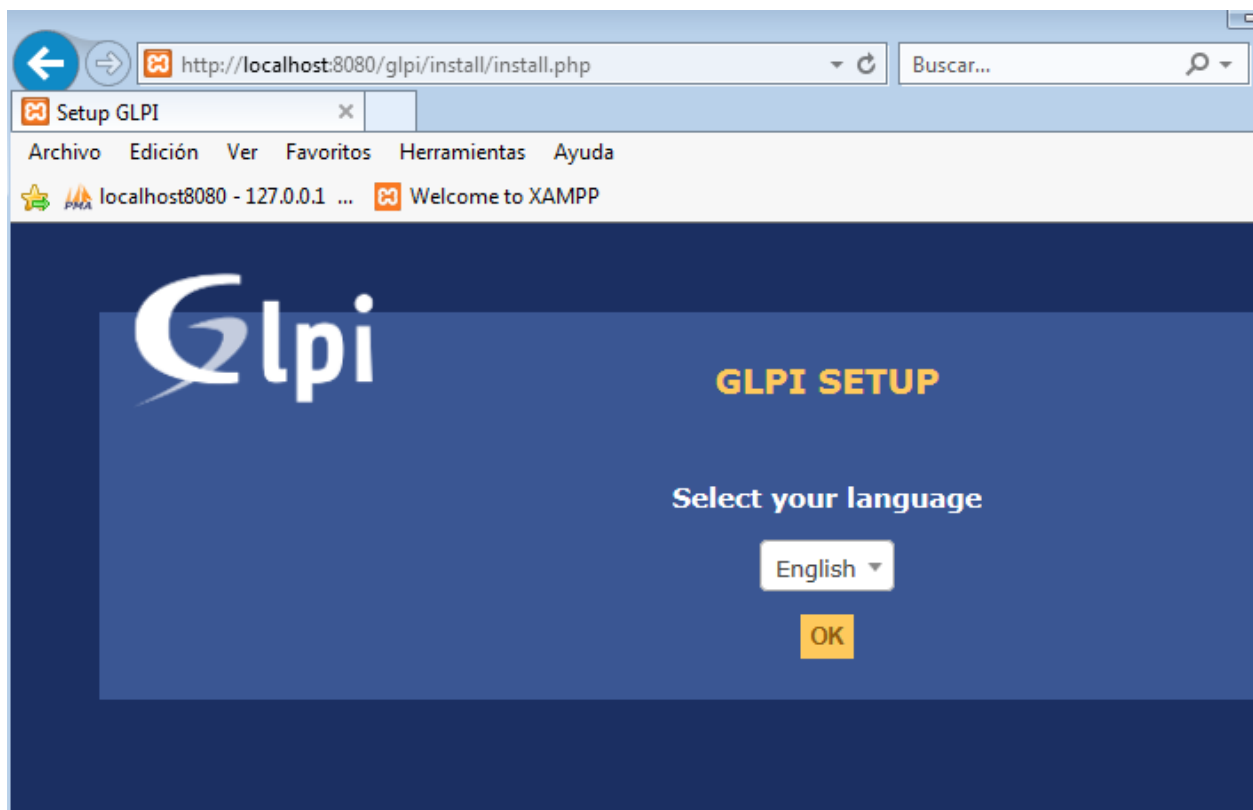 http://localhost:8080/glpi/install/install.php Buscar...
Setup GLPI
Archivo Edición Ver Favoritos Herramientas Ayuda
PMA localhost8080 - 127.0.0.1 ... Welcome to XAMPP
Glpi
GLPI SETUP
Select your language
English
OK